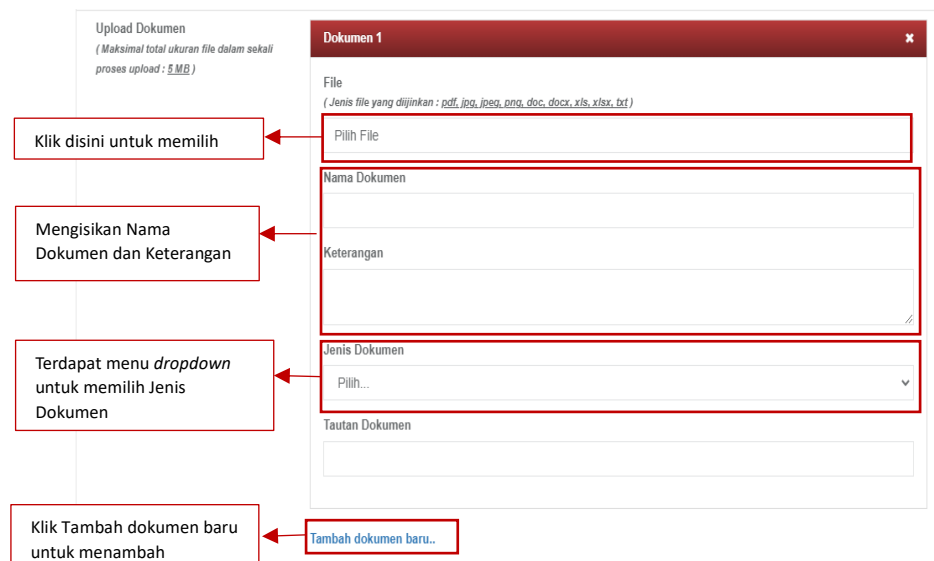 Upload Dokumen
( Maksimal total ukuran file dalam sekali
proses upload : 5 MB )
Dokumen 1
File
( Jenis file yang diijinkan : pdf, jpg, jpeg, png, doc, docx, xls, xlsx, txt )
Klik disini untuk memilih
Pilih File
Nama Dokumen
Mengisikan Nama
Dokumen dan Keterangan
Keterangan
Jenis Dokumen
Terdapat menu dropdown
untuk memilih Jenis
Dokumen
Pilih...
Tautan Dokumen
Klik Tambah dokumen baru
untuk menambah
Tambah dokumen baru..